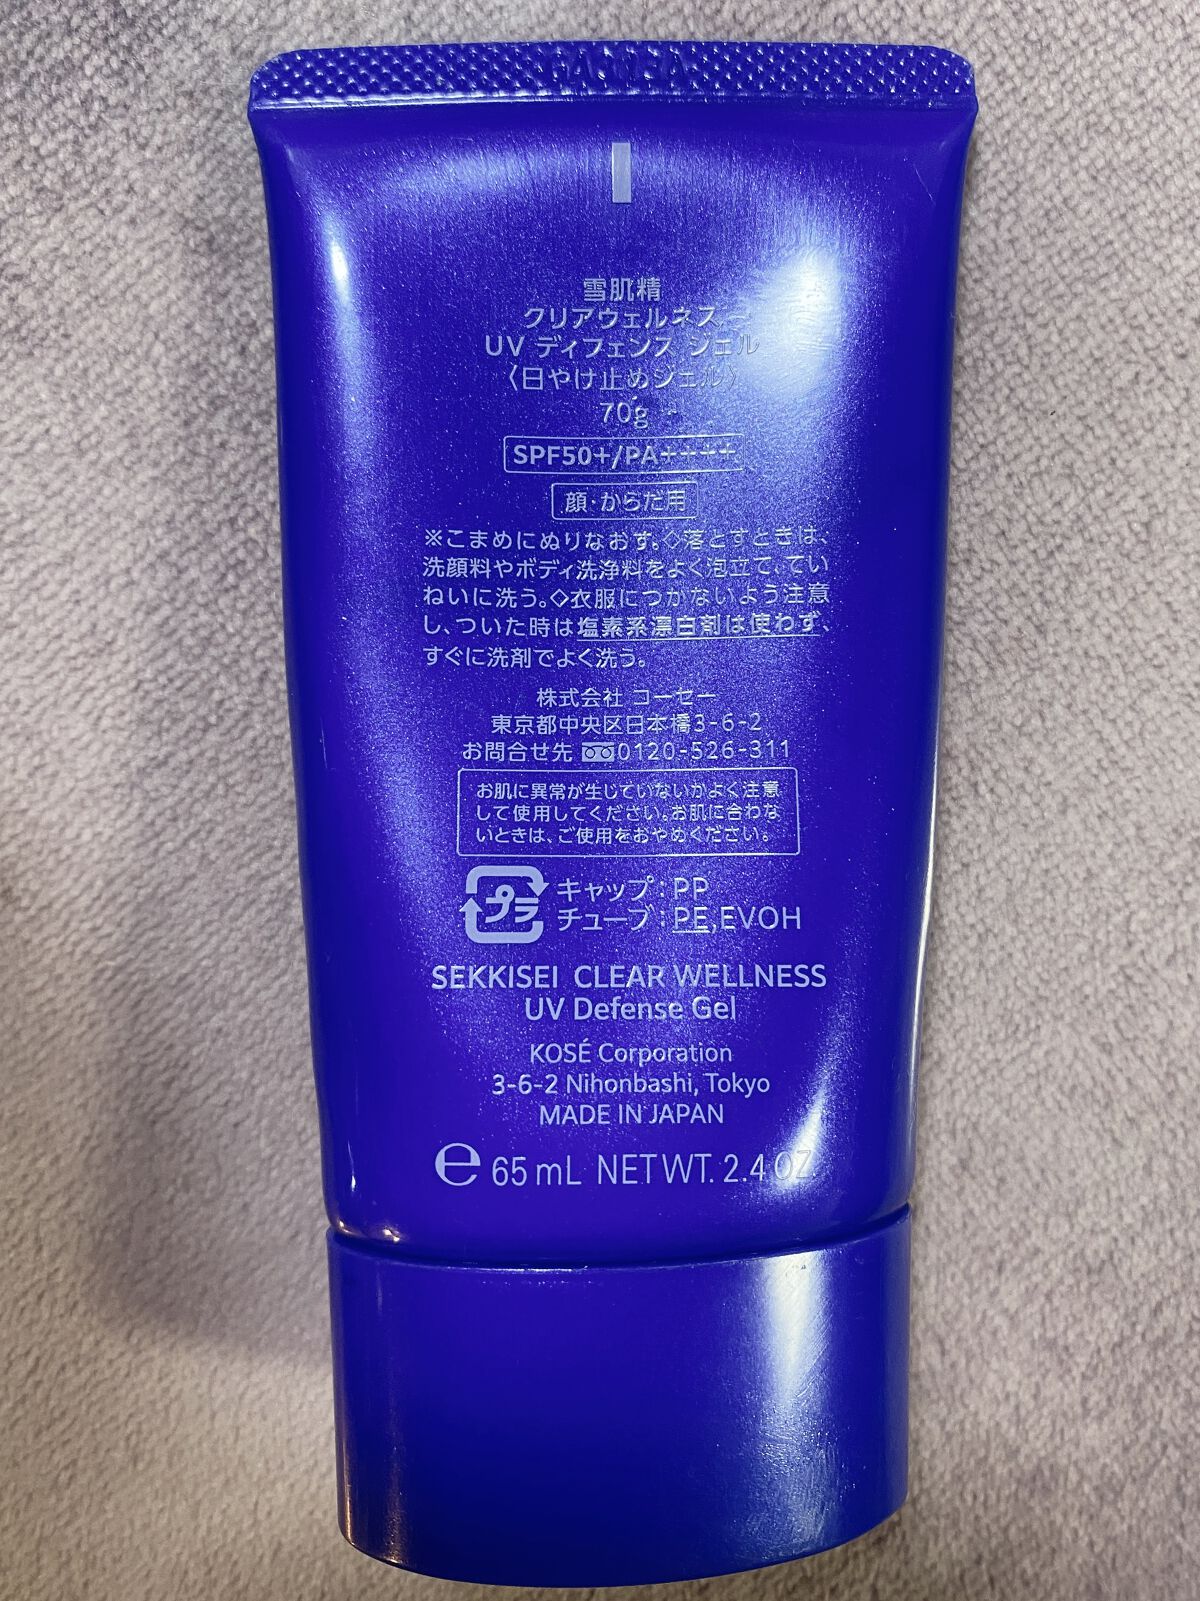 雪肌精
クリアウェルネス
UV ディフェンス ジェル
〈日やけ止めジェル〉
70g
SPF50+/PA++++
顔・からだ用
※こまめにぬりなおす。◇落とすときは、
洗顔料やボディ洗浄料をよく泡立て、てい
ねいに洗う。◇衣服につかないよう注意
し、ついた時は塩素系漂白剤は使わず、
すぐに洗剤でよく洗う。
株式会社 コーセー
東京都中央区日本橋3-6-2
お問合せ先 0120-526-311
お肌に異常が生じていないかよく注意
して使用してください。お肌に合わな
いときは、ご使用をおやめください。
プラ
キャップ：PP
チューブ：PE,EVOH
SEKKISEI CLEAR WELLNESS
UV Defense Gel
KOSÉ Corporation
3-6-2 Nihonbashi, Tokyo
MADE IN JAPAN
℮ 65 mL NET WT. 2.4 OZ